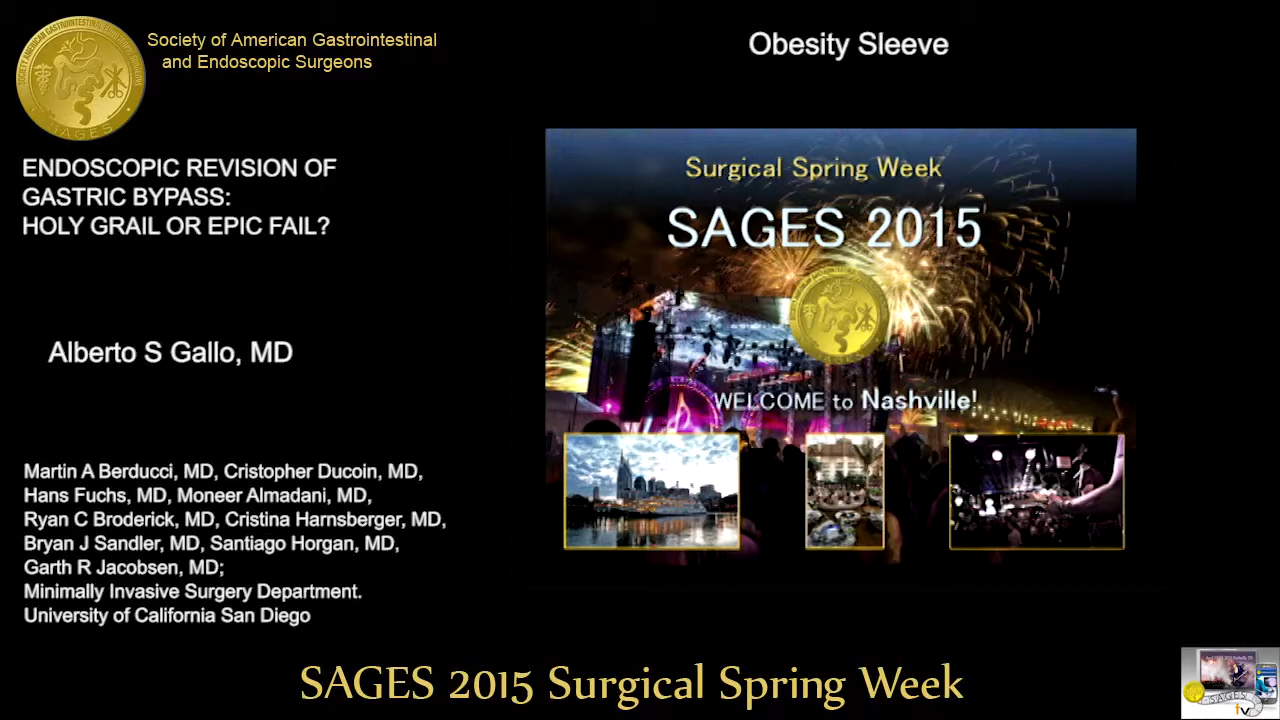 Society of American Gastrointestinal
and Endoscopic Surgeons
SAGES
Obesity Sleeve
ENDOSCOPIC REVISION OF
GASTRIC BYPASS:
HOLY GRAIL OR EPIC FAIL?
Alberto S Gallo, MD
Martin A Berducci, MD, Cristopher Ducoin, MD,
Hans Fuchs, MD, Moneer Almadani, MD,
Ryan C Broderick, MD, Cristina Harnsberger, MD,
Bryan J Sandler, MD, Santiago Horgan, MD,
Garth R Jacobsen, MD;
Minimally Invasive Surgery Department.
University of California San Diego
Surgical Spring Week
SAGES 2015
WELCOME to Nashville!
SAGES 2015 Surgical Spring Week
SAGES
tv